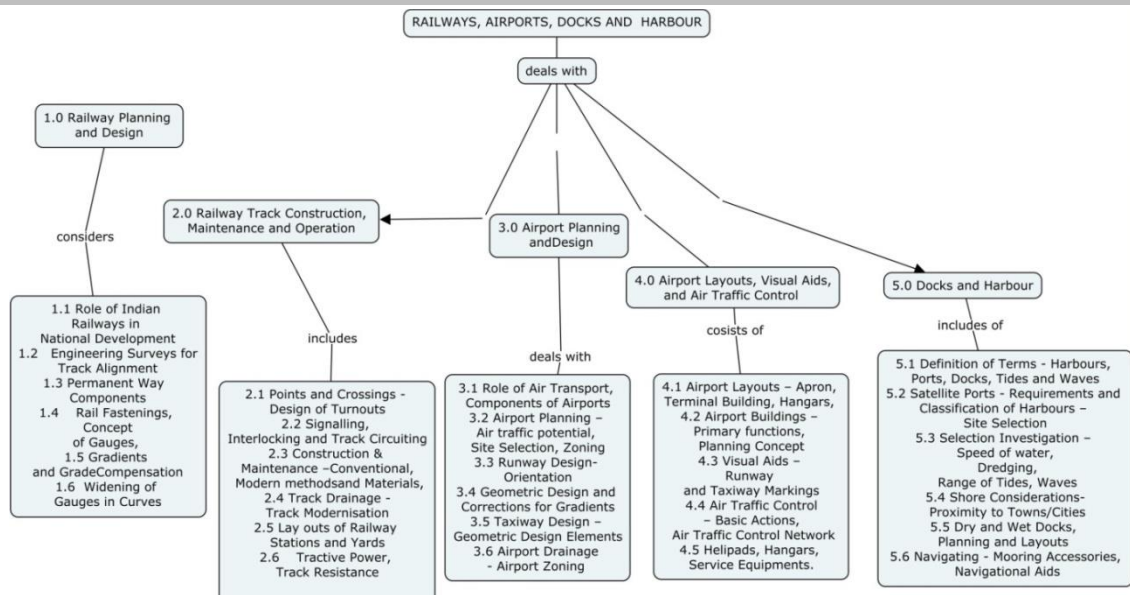 RAILWAYS, AIRPORTS, DOCKS AND HARBOUR
deals with
1.0 Railway Planning
and Design
considers
1.1 Role of Indian
Railways in
National Development
1.2 Engineering Surveys for
Track Alignment
1.3 Permanent Way
Components
1.4 Rail Fastenings,
Concept
of Gauges,
1.5 Gradients
and GradeCompensation
1.6 Widening of
Gauges in Curves
2.0 Railway Track Construction,
Maintenance and Operation
includes
2.1 Points and Crossings -
Design of Turnouts
2.2 Signalling,
Interlocking and Track Circuiting
2.3 Construction &
Maintenance –Conventional,
Modern methodsand Materials,
2.4 Track Drainage -
Track Modernisation
2.5 Lay outs of Railway
Stations and Yards
2.6 Tractive Power,
Track Resistance
3.0 Airport Planning
andDesign
deals with
3.1 Role of Air Transport,
Components of Airports
3.2 Airport Planning –
Air traffic potential,
Site Selection, Zoning
3.3 Runway Design-
Orientation
3.4 Geometric Design and
Corrections for Gradients
3.5 Taxiway Design –
Geometric Design Elements
3.6 Airport Drainage
- Airport Zoning
4.0 Airport Layouts, Visual Aids,
and Air Traffic Control
cosists of
4.1 Airport Layouts – Apron,
Terminal Building, Hangars,
4.2 Airport Buildings –
Primary functions,
Planning Concept
4.3 Visual Aids –
Runway
and Taxiway Markings
4.4 Air Traffic Control
– Basic Actions,
Air Traffic Control Network
4.5 Helipads, Hangars,
Service Equipments.
5.0 Docks and Harbour
includes of
5.1 Definition of Terms - Harbours,
Ports, Docks, Tides and Waves
5.2 Satellite Ports - Requirements and
Classification of Harbours –
Site Selection
5.3 Selection Investigation –
Speed of water,
Dredging,
Range of Tides, Waves
5.4 Shore Considerations-
Proximity to Towns/Cities
5.5 Dry and Wet Docks,
Planning and Layouts
5.6 Navigating - Mooring Accessories,
Navigational Aids